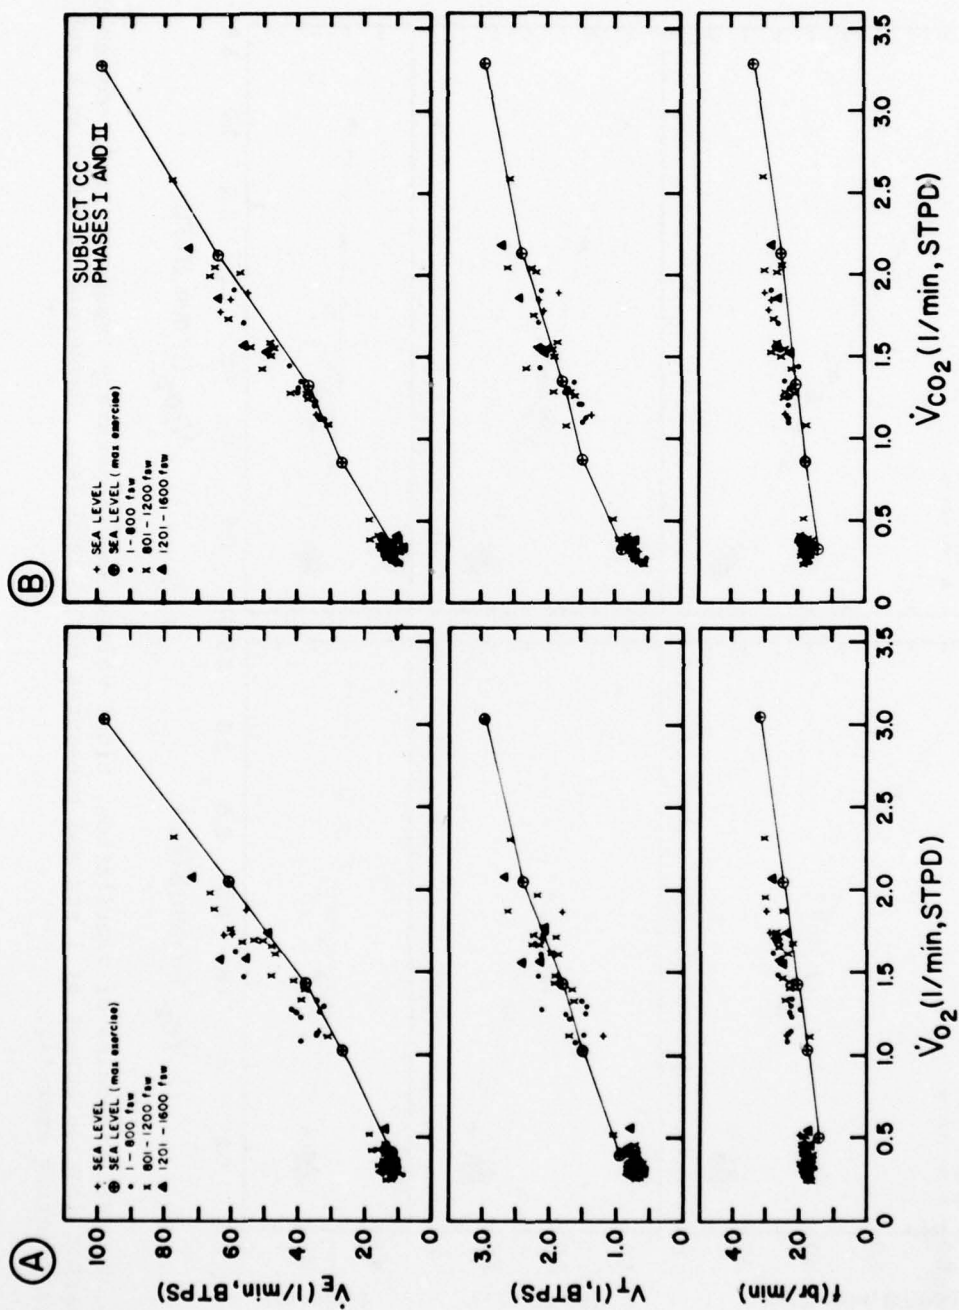 A
100
80
60
40
20
0
V̇E (l/min, BTPS)
+ SEA LEVEL
⊕ SEA LEVEL (max exercise)
• 1-800 fsw
x 801-1200 fsw
▲ 1201-1600 fsw
3.0
2.0
1.0
0
VT (l, BTPS)
4.0
2.0
0
f (br/min)
0 0.5 1.0 1.5 2.0 2.5 3.0 3.5
V̇O2 (l/min, STPD)
B
SUBJECT CC
PHASES I AND II
+ SEA LEVEL
⊕ SEA LEVEL (max exercise)
• 1-800 fsw
x 801-1200 fsw
▲ 1201-1600 fsw
0 0.5 1.0 1.5 2.0 2.5 3.0 3.5
V̇CO2 (l/min, STPD)